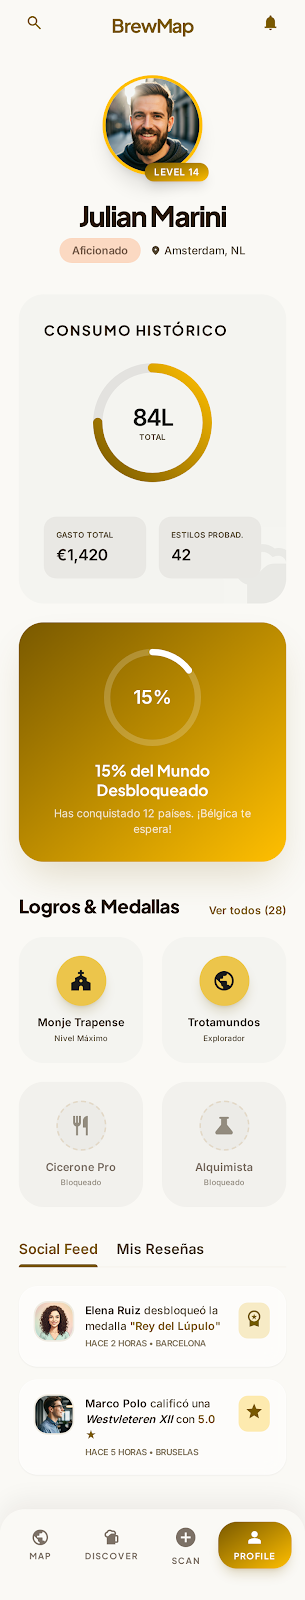 BrewMap
LEVEL 14
Julian Marini
Aficionado
Amsterdam, NL
CONSUMO HISTÓRICO
84L
TOTAL
GASTO TOTAL
€1,420
ESTILOS PROBAD.
42
15%
15% del Mundo
Desbloqueado
Has conquistado 12 países. ¡Bélgica te
espera!
Logros & Medallas
Ver todos (28)
Monje Trapense
Nivel Máximo
Trotamundos
Explorador
Cicerone Pro
Bloqueado
Alquimista
Bloqueado
Social Feed
Mis Reseñas
Elena Ruiz desbloqueó la
medalla "Rey del Lúpulo"
HACE 2 HORAS • BARCELONA
Marco Polo calificó una
Westvleteren XII con 5.0
★
HACE 5 HORAS • BRUSELAS
MAP
DISCOVER
SCAN
PROFILE